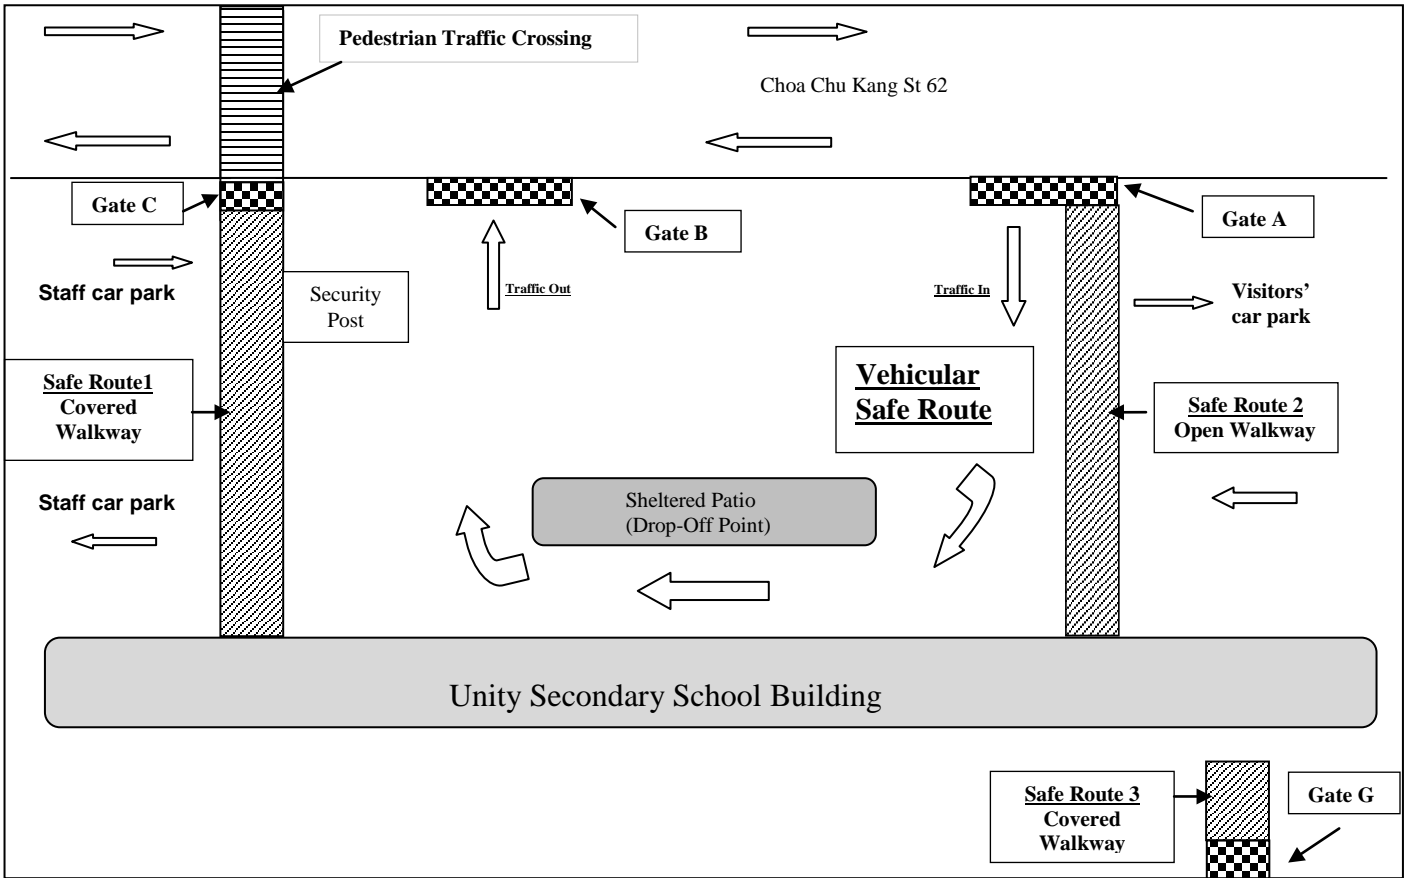 Pedestrian Traffic Crossing
Choa Chu Kang St 62
Gate C
Gate B
Gate A
Staff car park
Security
Post
Traffic Out
Traffic In
Visitors'
car park
Safe Route1
Covered
Walkway
Vehicular
Safe Route
Safe Route 2
Open Walkway
Staff car park
Sheltered Patio
(Drop-Off Point)
Unity Secondary School Building
Safe Route 3
Covered
Walkway
Gate G